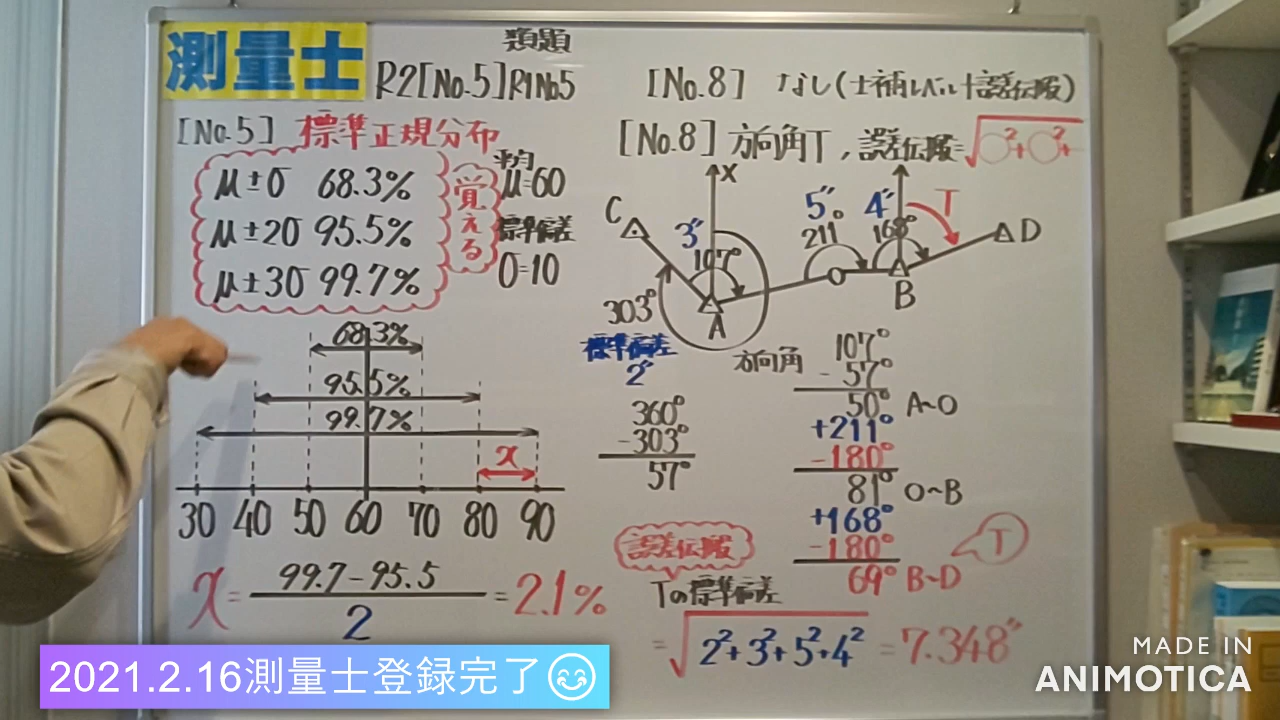 測量士
類題
R2[No.5]R1No5
[No.8] なし(士補レベル+誤差伝搬)
[No.5] 標準正規分布
μ±σ 68.3%
μ±2σ 95.5%
μ±3σ 99.7%
覚える
平均
μ=60
標準偏差
σ=10
68.3%
95.5%
99.7%
x
30 40 50 60 70 80 90
x = 99.7-95.5 / 2 = 2.1%
[No.8] 方向角T,誤差伝搬=√○²+○²+
X
C
3"
107°
A
303°
標準偏差
2"
5"
211°
4"
168°
T
B
D
360°
-303°
57°
方向角
107°
-57°
50° A~O
+211°
-180°
81° O~B
+168°
-180°
69° B~D
T
誤差伝搬
Tの標準偏差
=√2²+3²+5²+4² = 7.348"
2021.2.16測量士登録完了😊
MADE IN
ANIMOTICA